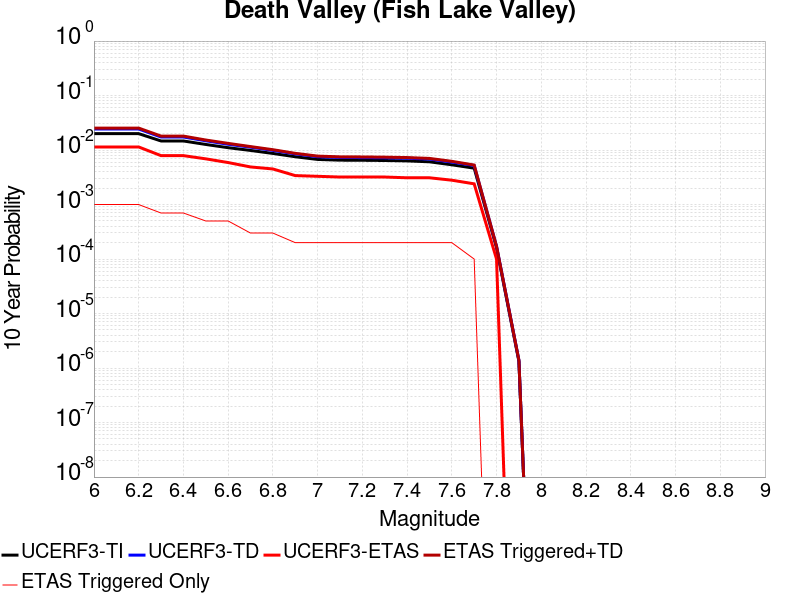 Death Valley (Fish Lake Valley)
10^0
10^-1
10^-2
10^-3
10^-4
10^-5
10^-6
10^-7
10^-8
10 Year Probability
6 6.2 6.4 6.6 6.8 7 7.2 7.4 7.6 7.8 8 8.2 8.4 8.6 8.8 9
Magnitude
UCERF3-TI UCERF3-TD UCERF3-ETAS ETAS Triggered+TD
ETAS Triggered Only